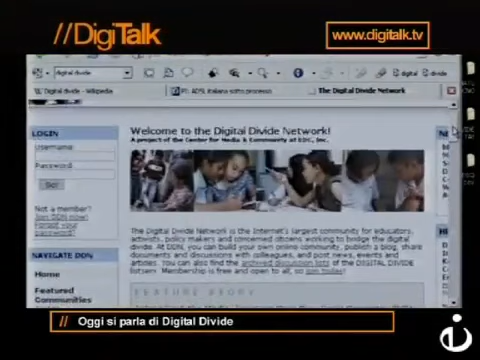 //DigiTalk
www.digitalk.tv
digital divide
digital
divide
Digital divide - Wikipedia
PI: ADSL italiana sotto processo
The Digital Divide Network
LOGIN
Username
Password
Go!
Not a member?
Join DDN now!
Forgot your
password?
NAVIGATE DDN
Home
Featured
Communities
Welcome to the Digital Divide Network!
A project of the Center for Media & Community at EDC, Inc.
The Digital Divide Network is the Internet's largest community for educators,
activists, policy makers and concerned citizens working to bridge the digital
divide. At DDN, you can build your own online community, publish a blog, share
documents and discussions with colleagues, and post news, events and
articles. You can also find the archived discussion lists of the DIGITAL DIVIDE
listserv. Membership is free and open to all, so join today!
FEATURE STORY
// Oggi si parla di Digital Divide